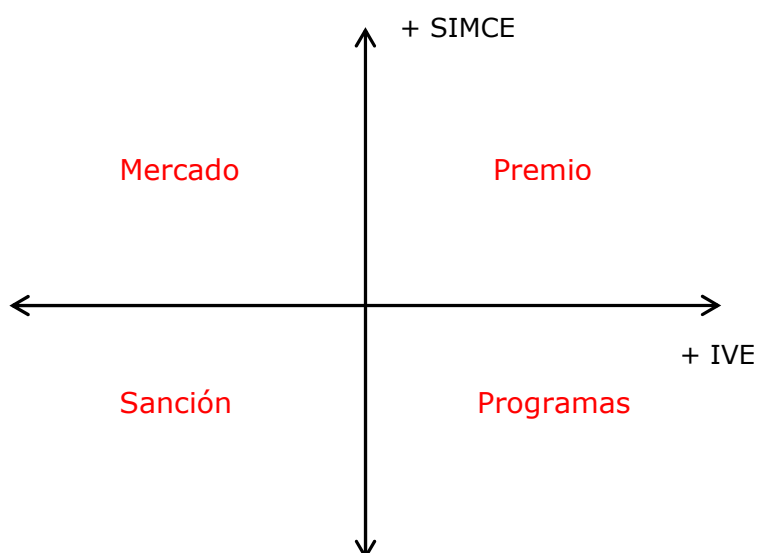 + SIMCE
Mercado
Premio
+ IVE
Sanción
Programas